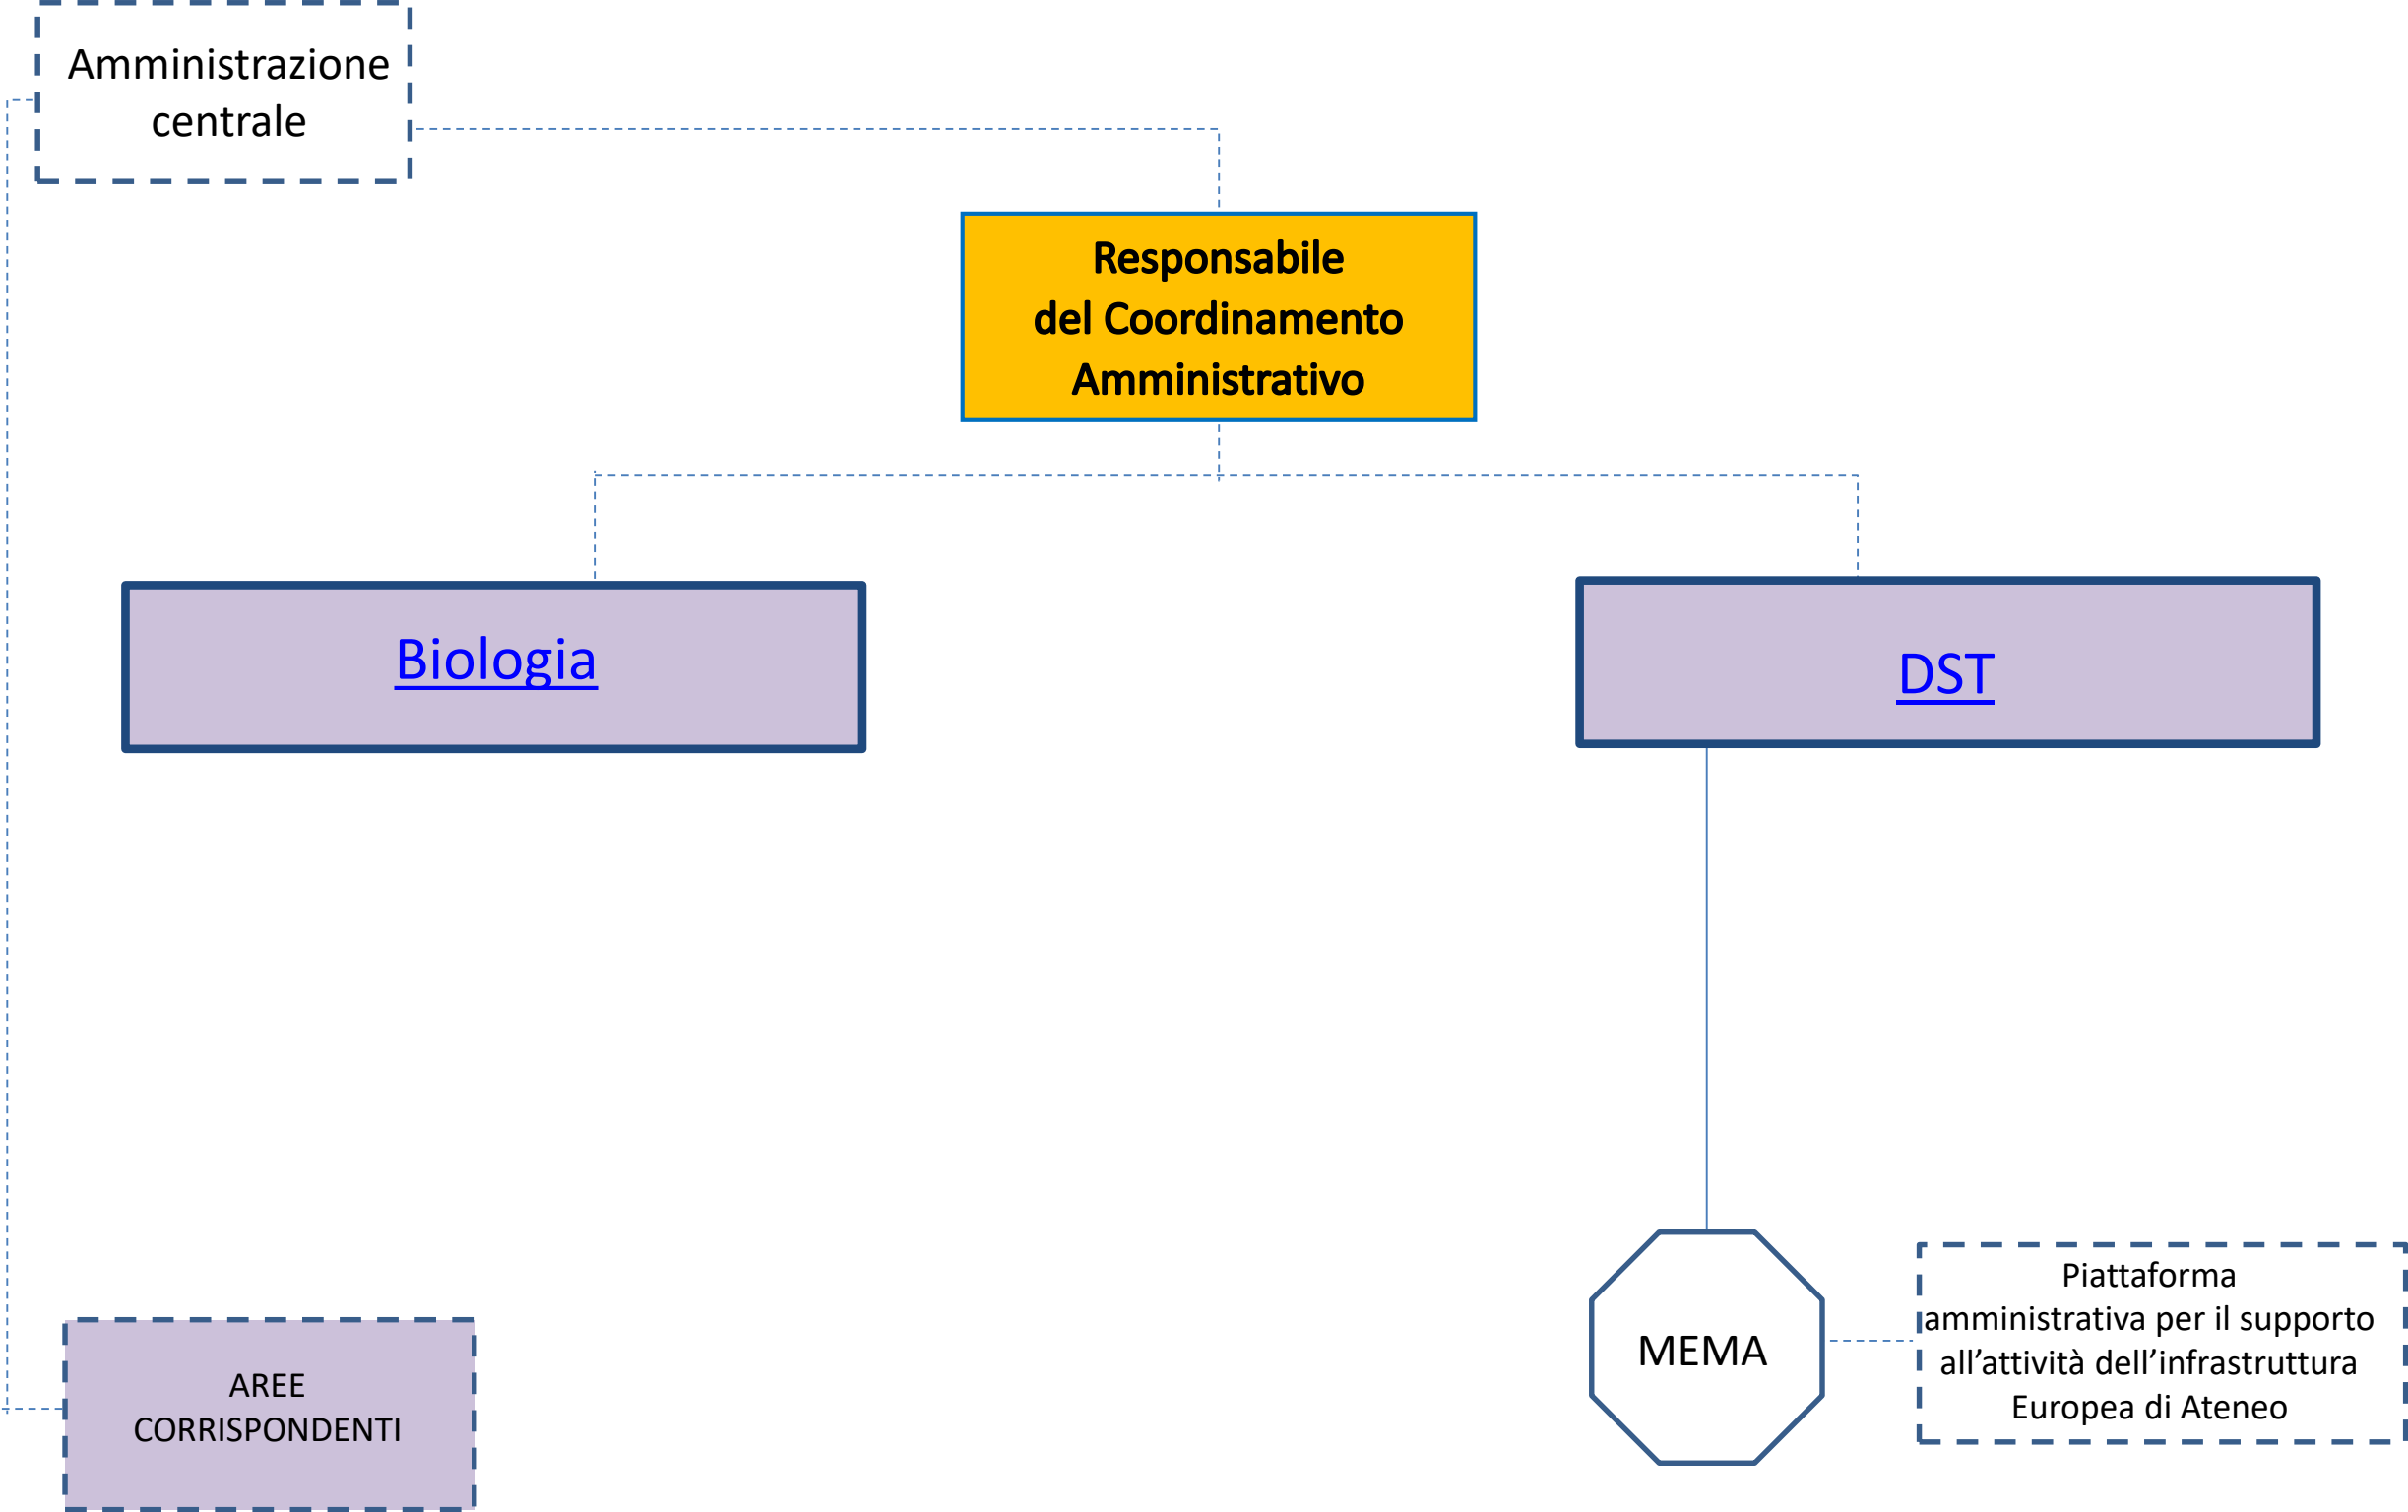 Amministrazione
centrale
Responsabile
del Coordinamento
Amministrativo
Biologia
DST
MEMA
Piattaforma
amministrativa per il supporto
all’attività dell’infrastruttura
Europea di Ateneo
AREE
CORRISPONDENTI